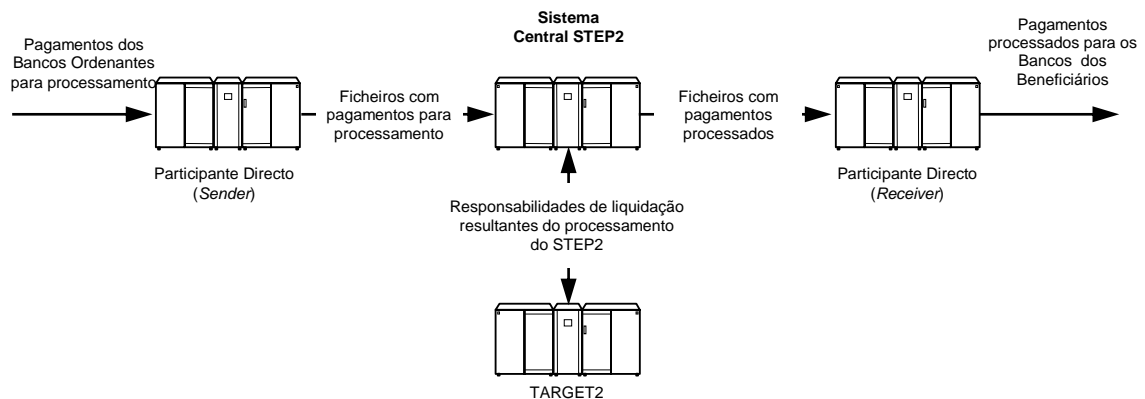 Sistema
Central STEP2
Pagamentos dos
Bancos Ordenantes
para processamento
Pagamentos
processados para os
Bancos dos
Beneficiários
Ficheiros com
pagamentos para
processamento
Ficheiros com
pagamentos
processados
Participante Directo
(Sender)
Participante Directo
(Receiver)
Responsabilidades de liquidação
resultantes do processamento
do STEP2
TARGET2